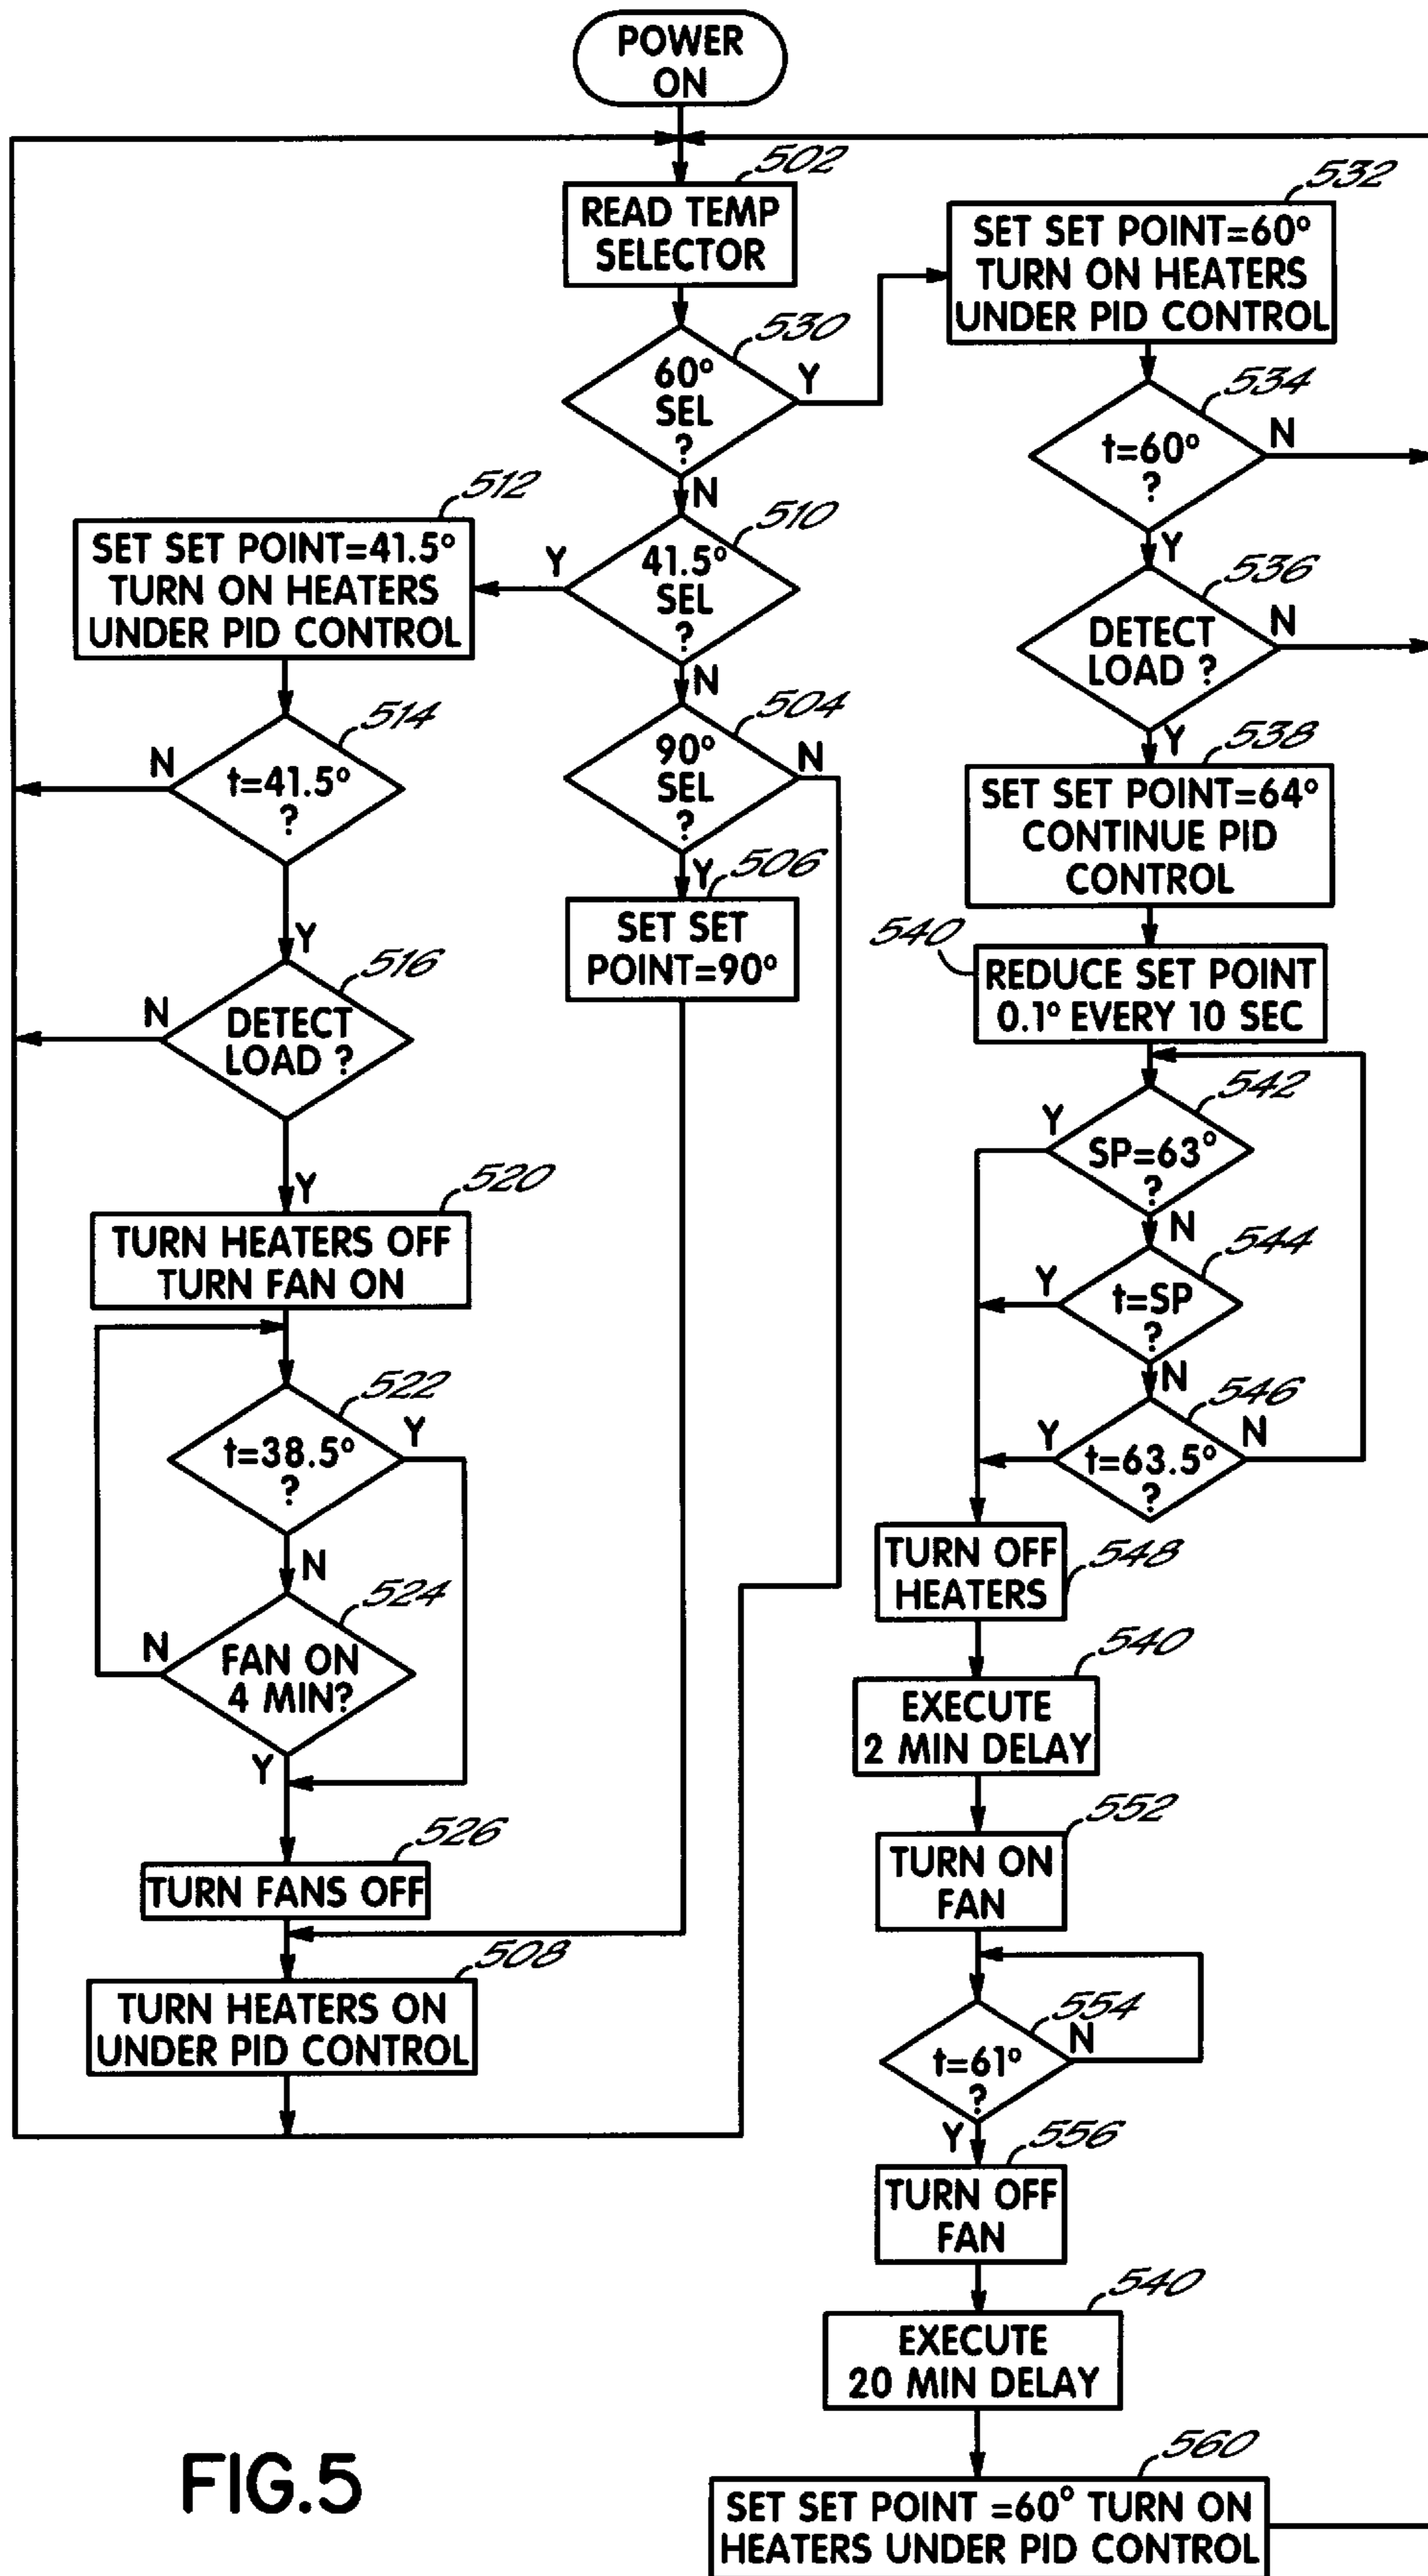 POWER
ON
502
READ TEMP
SELECTOR
530
60°
SEL
?
Y
N
510
41.5°
SEL
?
Y
N
504
90°
SEL
?
N
Y
506
SET SET
POINT=90°
512
SET SET POINT=41.5°
TURN ON HEATERS
UNDER PID CONTROL
514
N
t=41.5°
?
Y
516
N
DETECT
LOAD ?
Y
520
TURN HEATERS OFF
TURN FAN ON
522
Y
t=38.5°
?
N
524
N
FAN ON
4 MIN?
Y
526
TURN FANS OFF
508
TURN HEATERS ON
UNDER PID CONTROL
532
SET SET POINT=60°
TURN ON HEATERS
UNDER PID CONTROL
534
N
t=60°
?
Y
536
N
DETECT
LOAD ?
Y
538
SET SET POINT=64°
CONTINUE PID
CONTROL
540
REDUCE SET POINT
0.1° EVERY 10 SEC
542
Y
SP=63°
?
N
544
Y
t=SP
?
N
546
Y
N
t=63.5°
?
TURN OFF
HEATERS
548
540
EXECUTE
2 MIN DELAY
552
TURN ON
FAN
554
N
t=61°
?
Y
556
TURN OFF
FAN
540
EXECUTE
20 MIN DELAY
560
SET SET POINT =60° TURN ON
HEATERS UNDER PID CONTROL
FIG.5